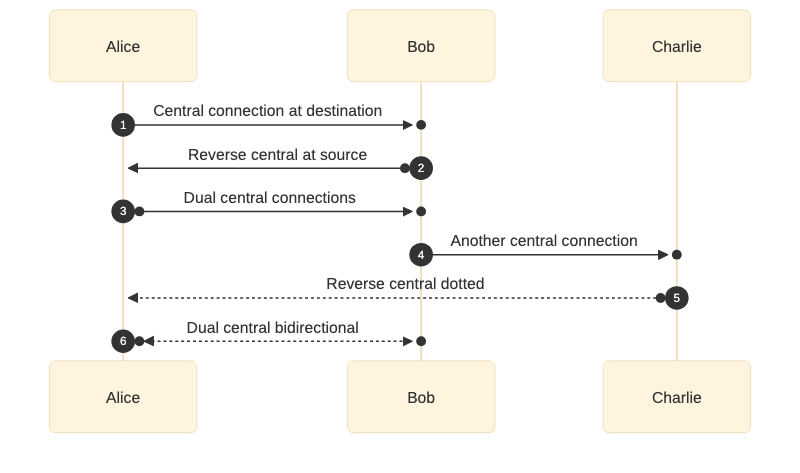 Alice
Bob
Charlie
Central connection at destination
1
Reverse central at source
2
Dual central connections
3
Another central connection
4
Reverse central dotted
5
Dual central bidirectional
6
Alice
Bob
Charlie